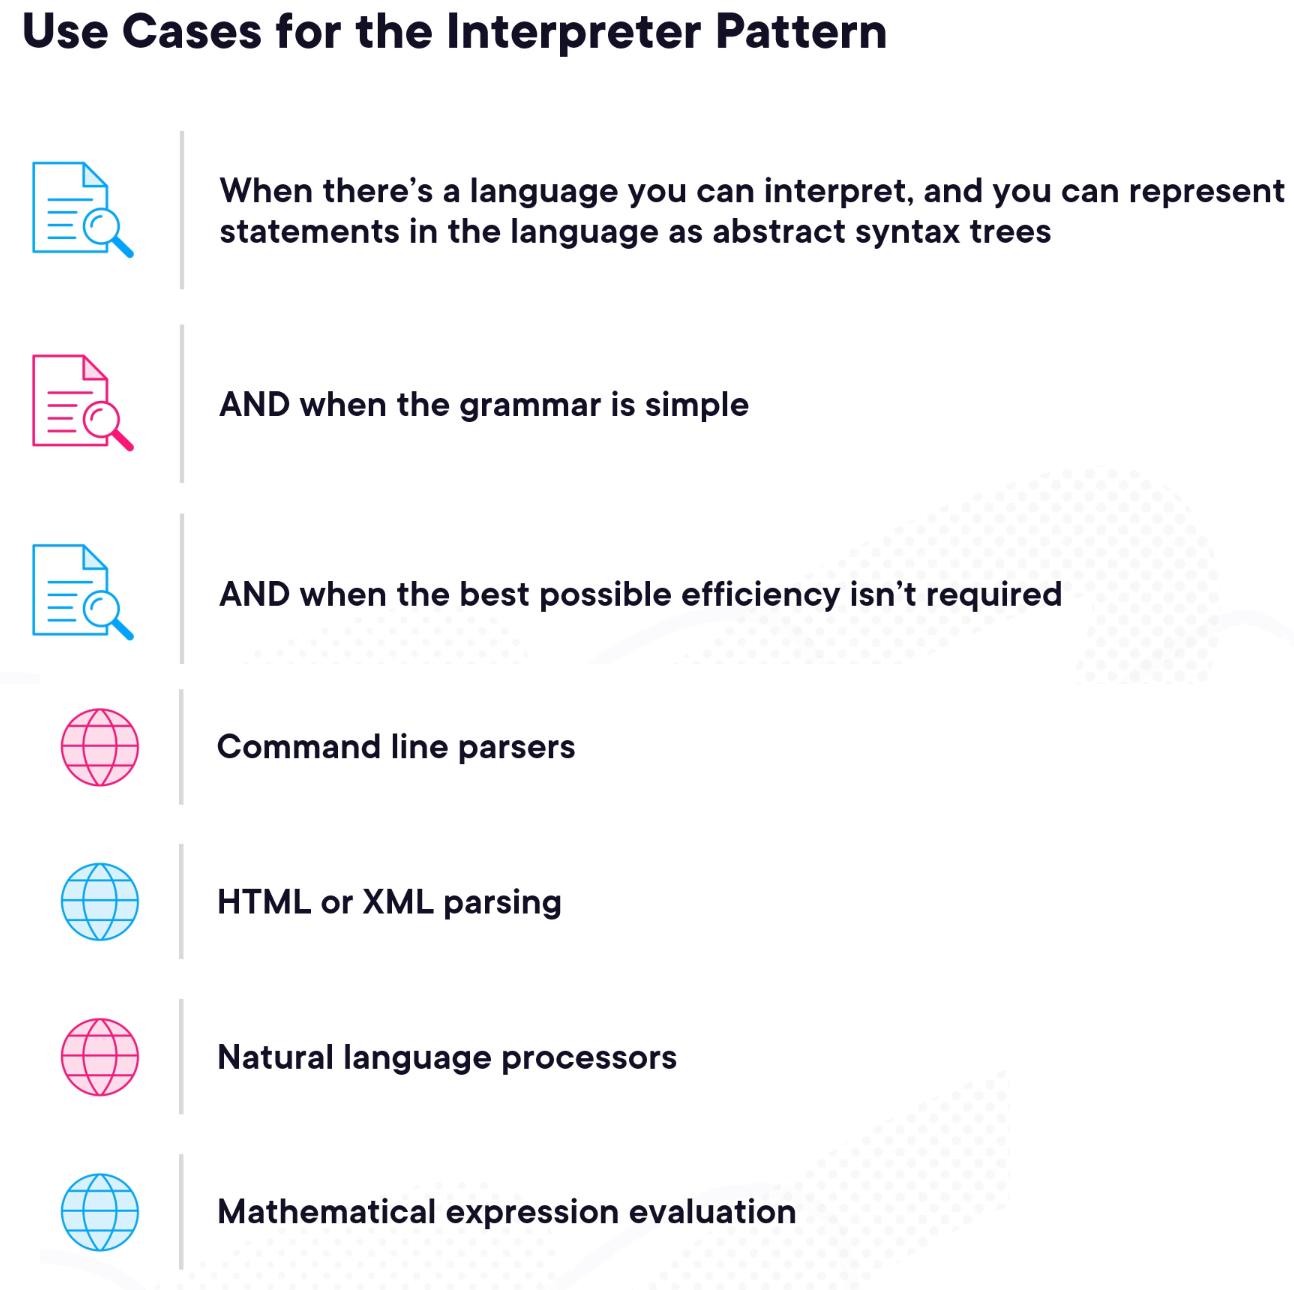 Use Cases for the Interpreter Pattern
When there’s a language you can interpret, and you can represent
statements in the language as abstract syntax trees
AND when the grammar is simple
AND when the best possible efficiency isn’t required
Command line parsers
HTML or XML parsing
Natural language processors
Mathematical expression evaluation